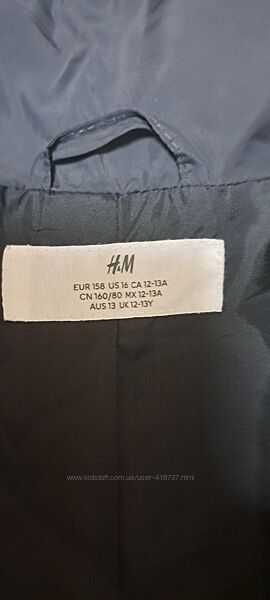 H&M
EUR 158 US 16 CA 12-13A
CN 160/80 MX 12-13A
AUS 13 UK 12-13Y
www.kidstaff.com.ua/user-416737.html